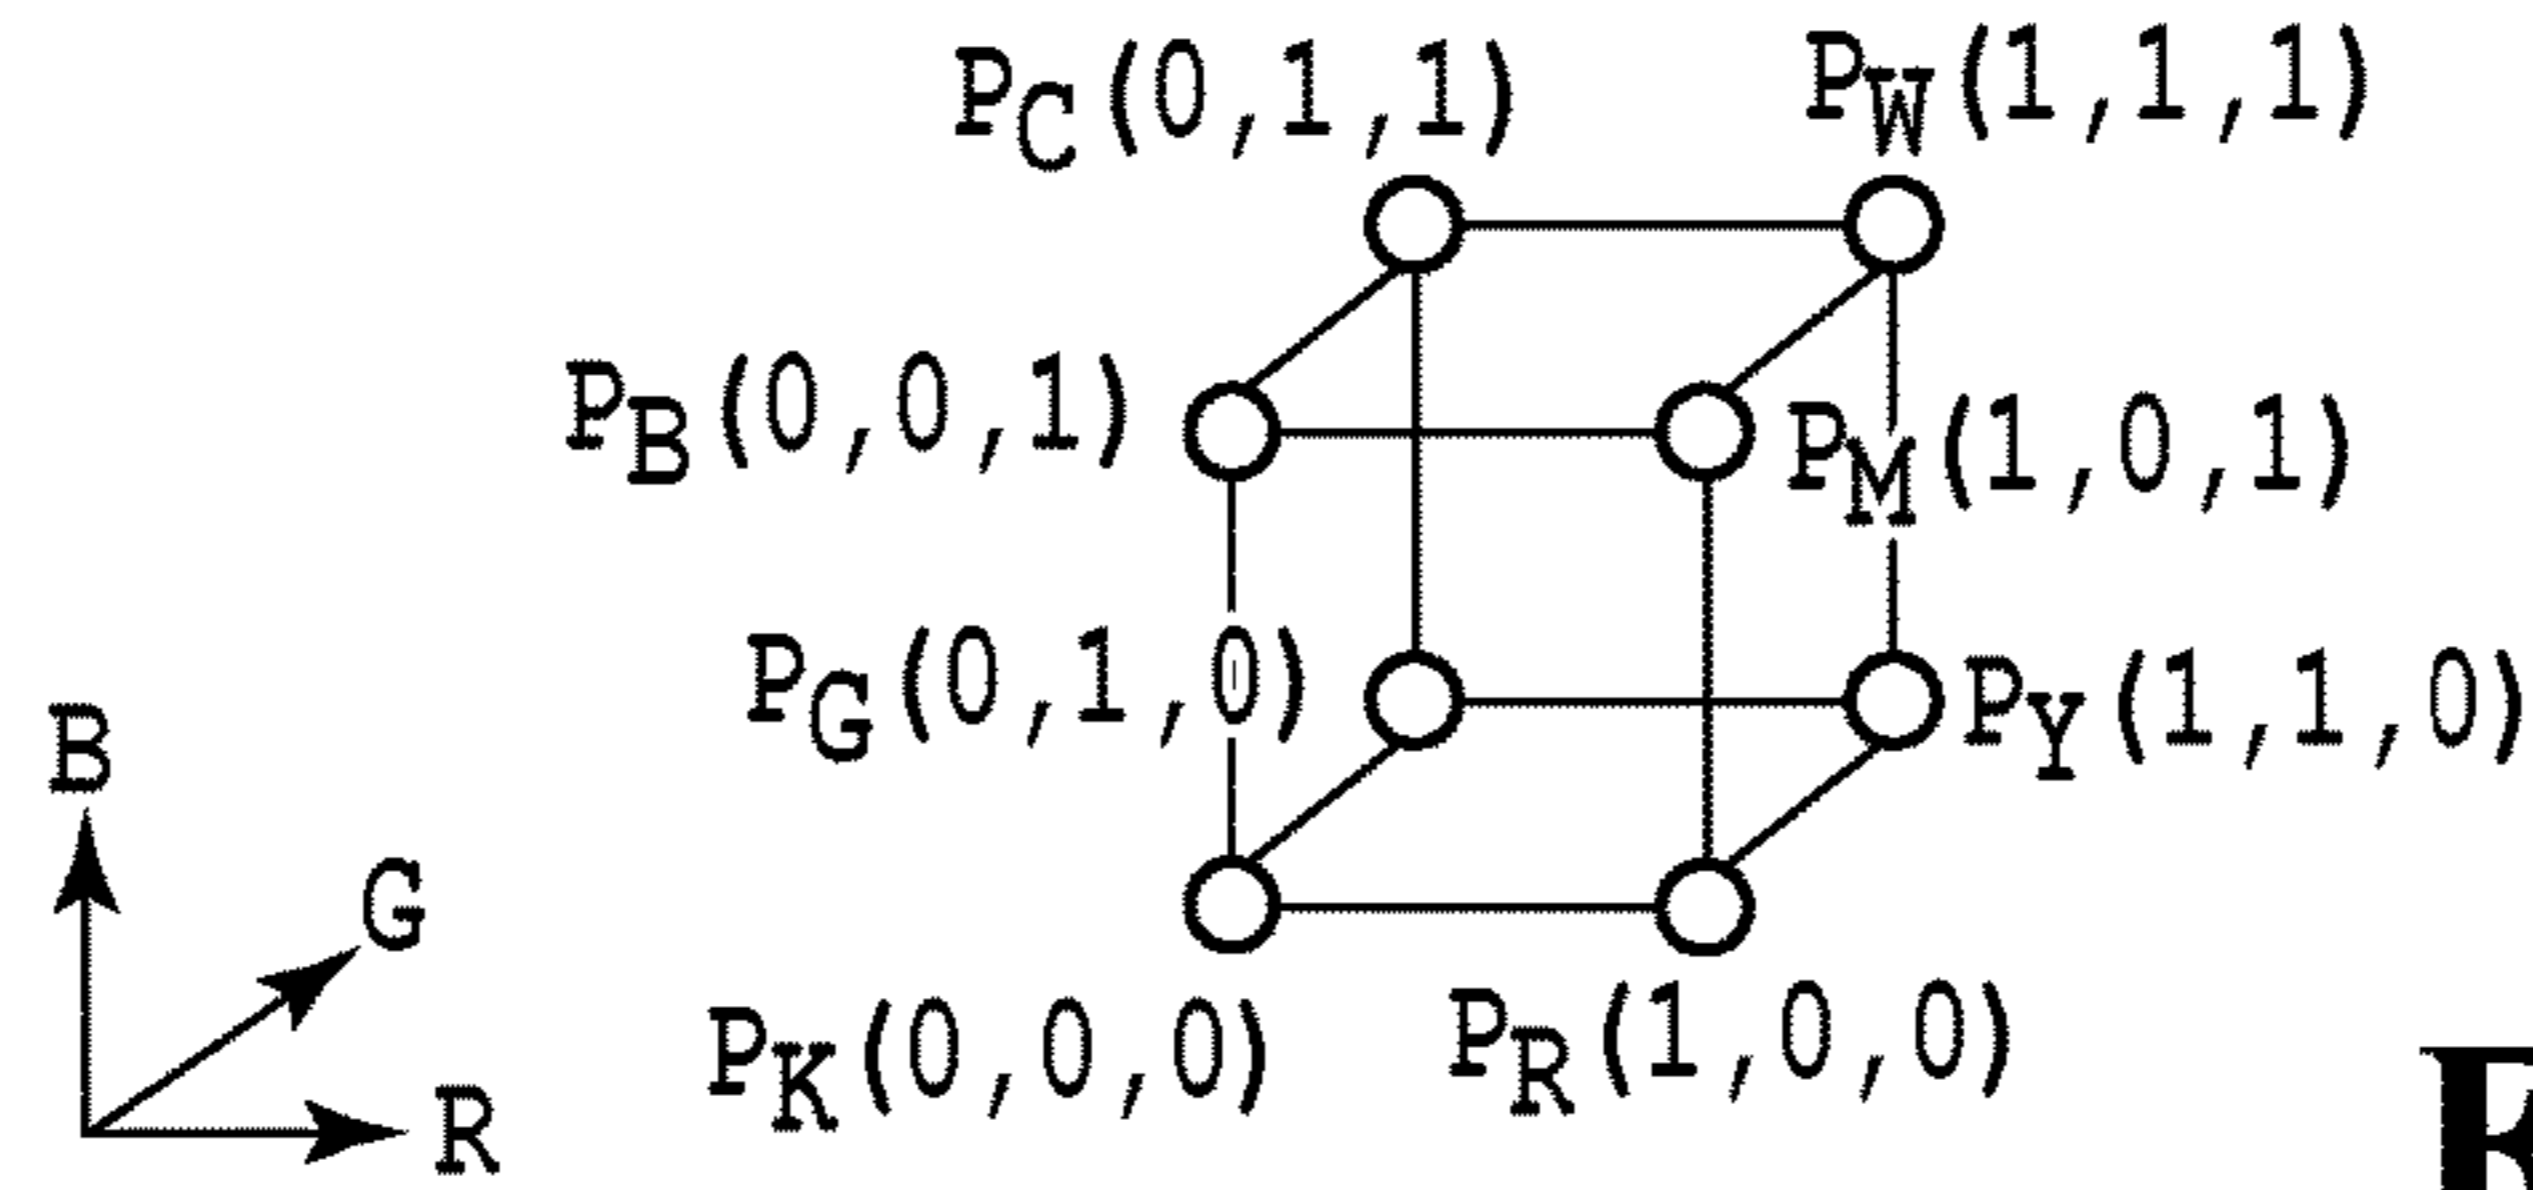 P_C(0,1,1)
P_W(1,1,1)
P_B(0,0,1)
P_M(1,0,1)
P_G(0,1,0)
P_Y(1,1,0)
B
G
R
P_K(0,0,0)
P_R(1,0,0)